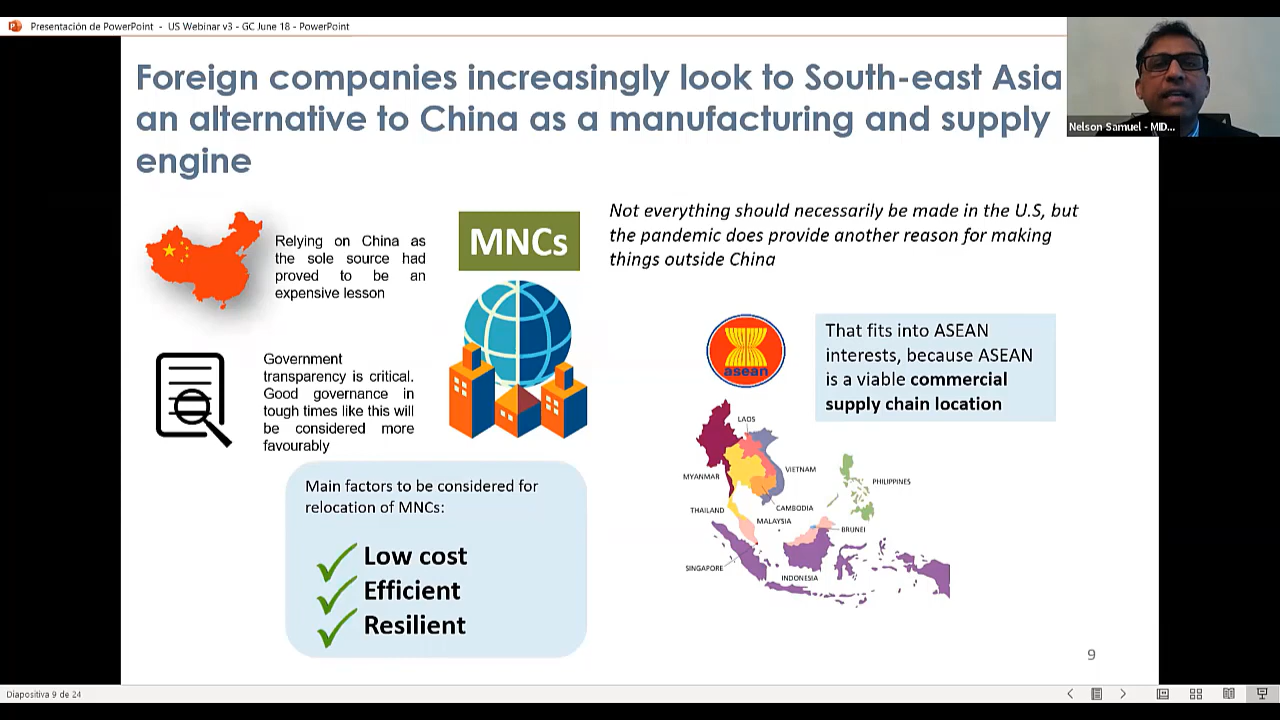 Presentación de PowerPoint - US Webinar v3 - GC June 18 - PowerPoint
Foreign companies increasingly look to South-east Asia
an alternative to China as a manufacturing and supply
engine
Nelson Samuel - MID...
Relying on China as
the sole source had
proved to be an
expensive lesson
MNCs
Not everything should necessarily be made in the U.S, but
the pandemic does provide another reason for making
things outside China
Government
transparency is critical.
Good governance in
tough times like this will
be considered more
favourably
asean
That fits into ASEAN
interests, because ASEAN
is a viable commercial
supply chain location
Main factors to be considered for
relocation of MNCs:
Low cost
Efficient
Resilient
LAOS
MYANMAR
VIETNAM
PHILIPPINES
THAILAND
CAMBODIA
MALAYSIA
BRUNEI
SINGAPORE
INDONESIA
9
Diapositiva 9 de 24